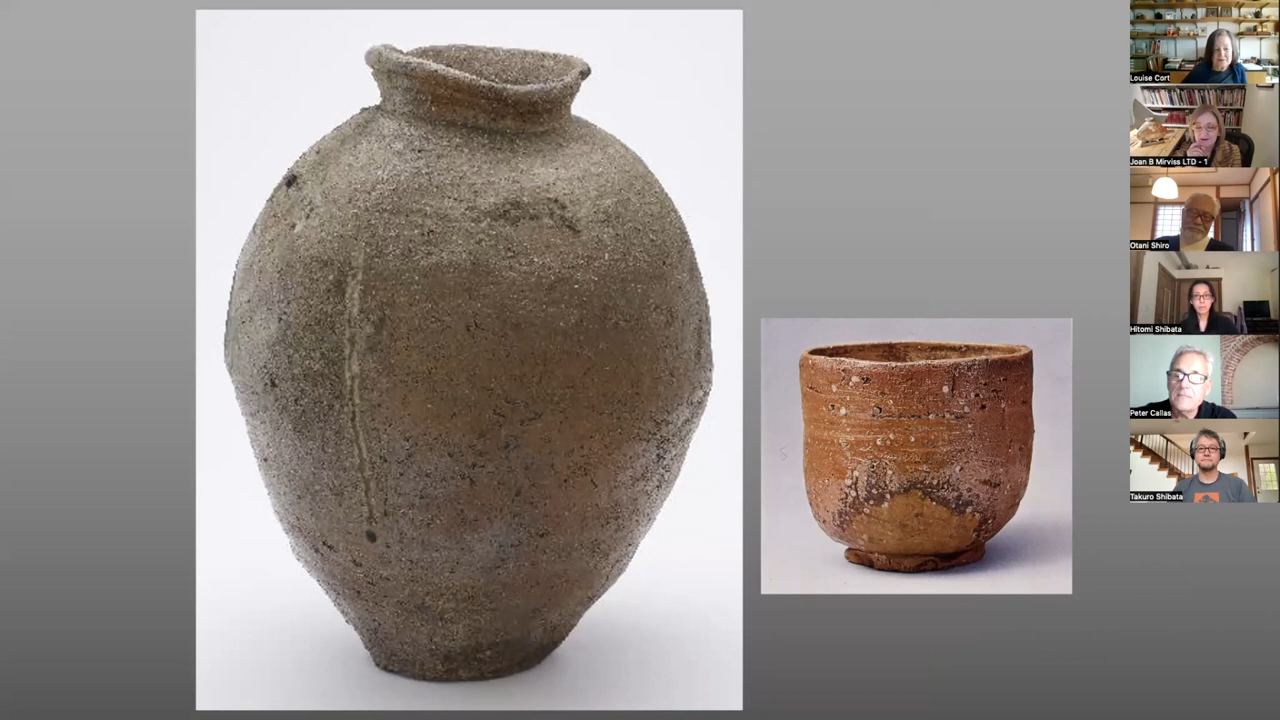 Louise Cort
Joan B Mirviss LTD - 1
Otani Shiro
Hitomi Shibata
Peter Callas
Takuro Shibata